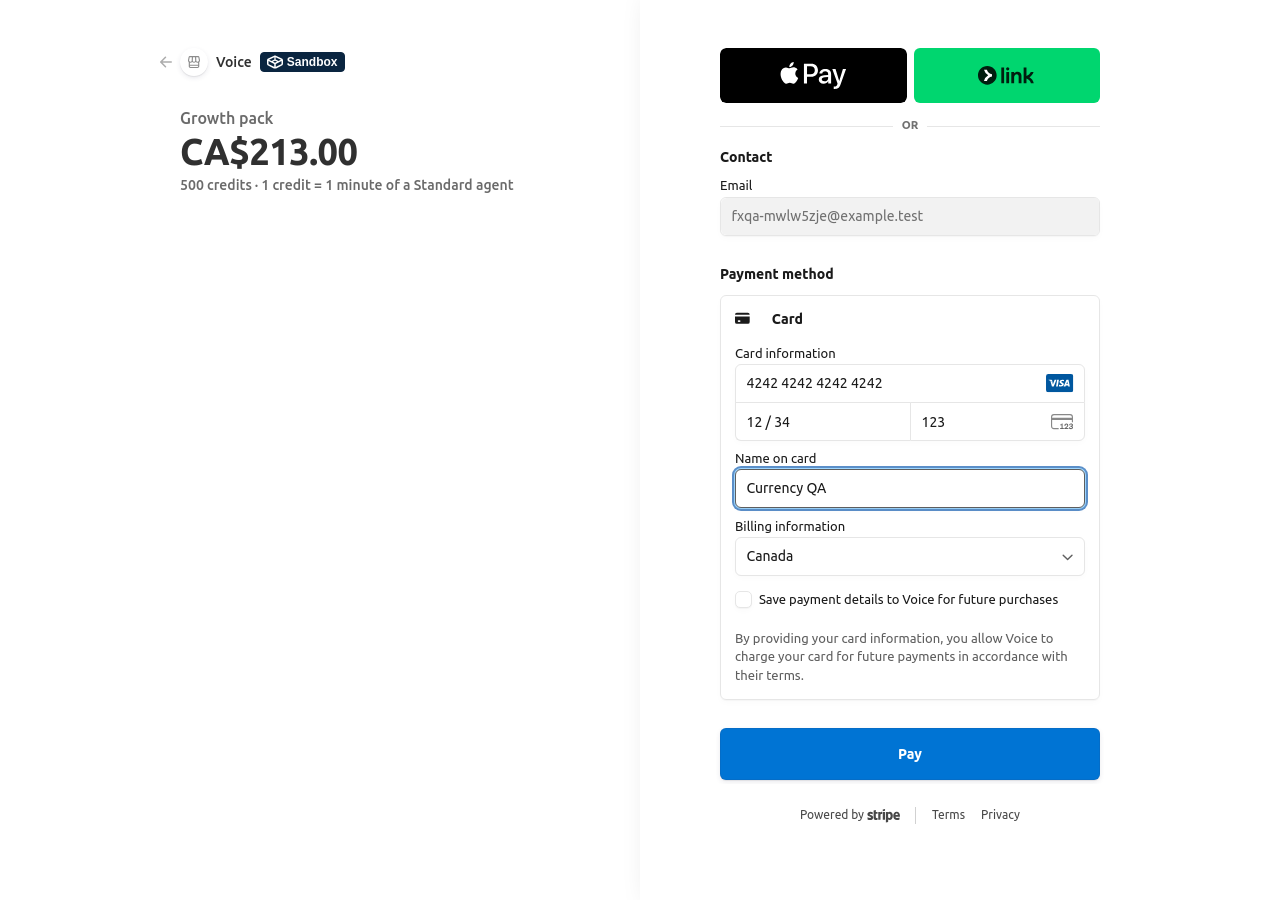 Voice
Sandbox
Growth pack
CA$213.00
500 credits · 1 credit = 1 minute of a Standard agent
Pay
link
OR
Contact
Email
fxqa-mwlw5zje@example.test
Payment method
Card
Card information
4242 4242 4242 4242
VISA
12 / 34
123
123
Name on card
Currency QA
Billing information
Canada
Save payment details to Voice for future purchases
By providing your card information, you allow Voice to
charge your card for future payments in accordance with
their terms.
Pay
Powered by stripe
Terms
Privacy